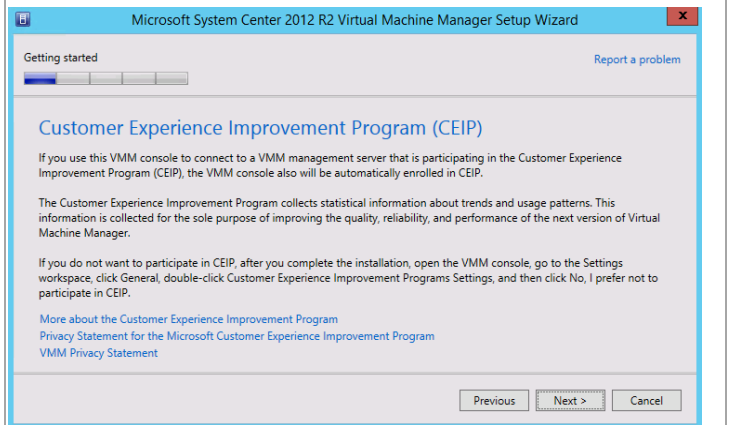 Microsoft System Center 2012 R2 Virtual Machine Manager Setup Wizard
x
Getting started
Report a problem
Customer Experience Improvement Program (CEIP)
If you use this VMM console to connect to a VMM management server that is participating in the Customer Experience
Improvement Program (CEIP), the VMM console also will be automatically enrolled in CEIP.
The Customer Experience Improvement Program collects statistical information about trends and usage patterns. This
information is collected for the sole purpose of improving the quality, reliability, and performance of the next version of Virtual
Machine Manager.
If you do not want to participate in CEIP, after you complete the installation, open the VMM console, go to the Settings
workspace, click General, double-click Customer Experience Improvement Programs Settings, and then click No, I prefer not to
participate in CEIP.
More about the Customer Experience Improvement Program
Privacy Statement for the Microsoft Customer Experience Improvement Program
VMM Privacy Statement
Previous
Next >
Cancel